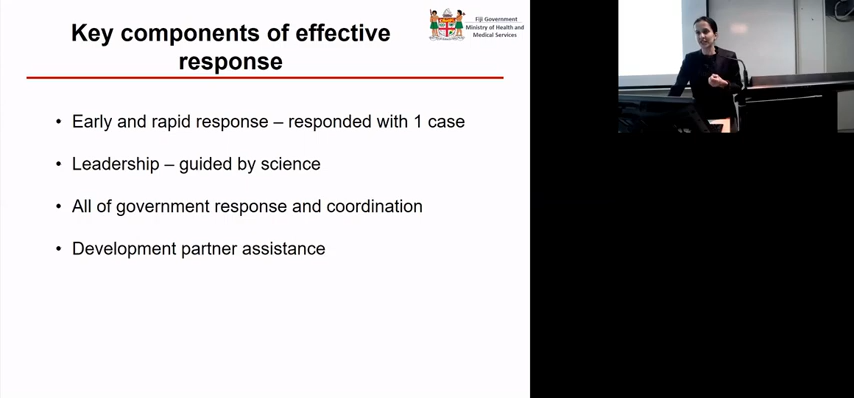 Key components of effective
response
Fiji Government
Ministry of Health and
Medical Services
• Early and rapid response – responded with 1 case
• Leadership – guided by science
• All of government response and coordination
• Development partner assistance